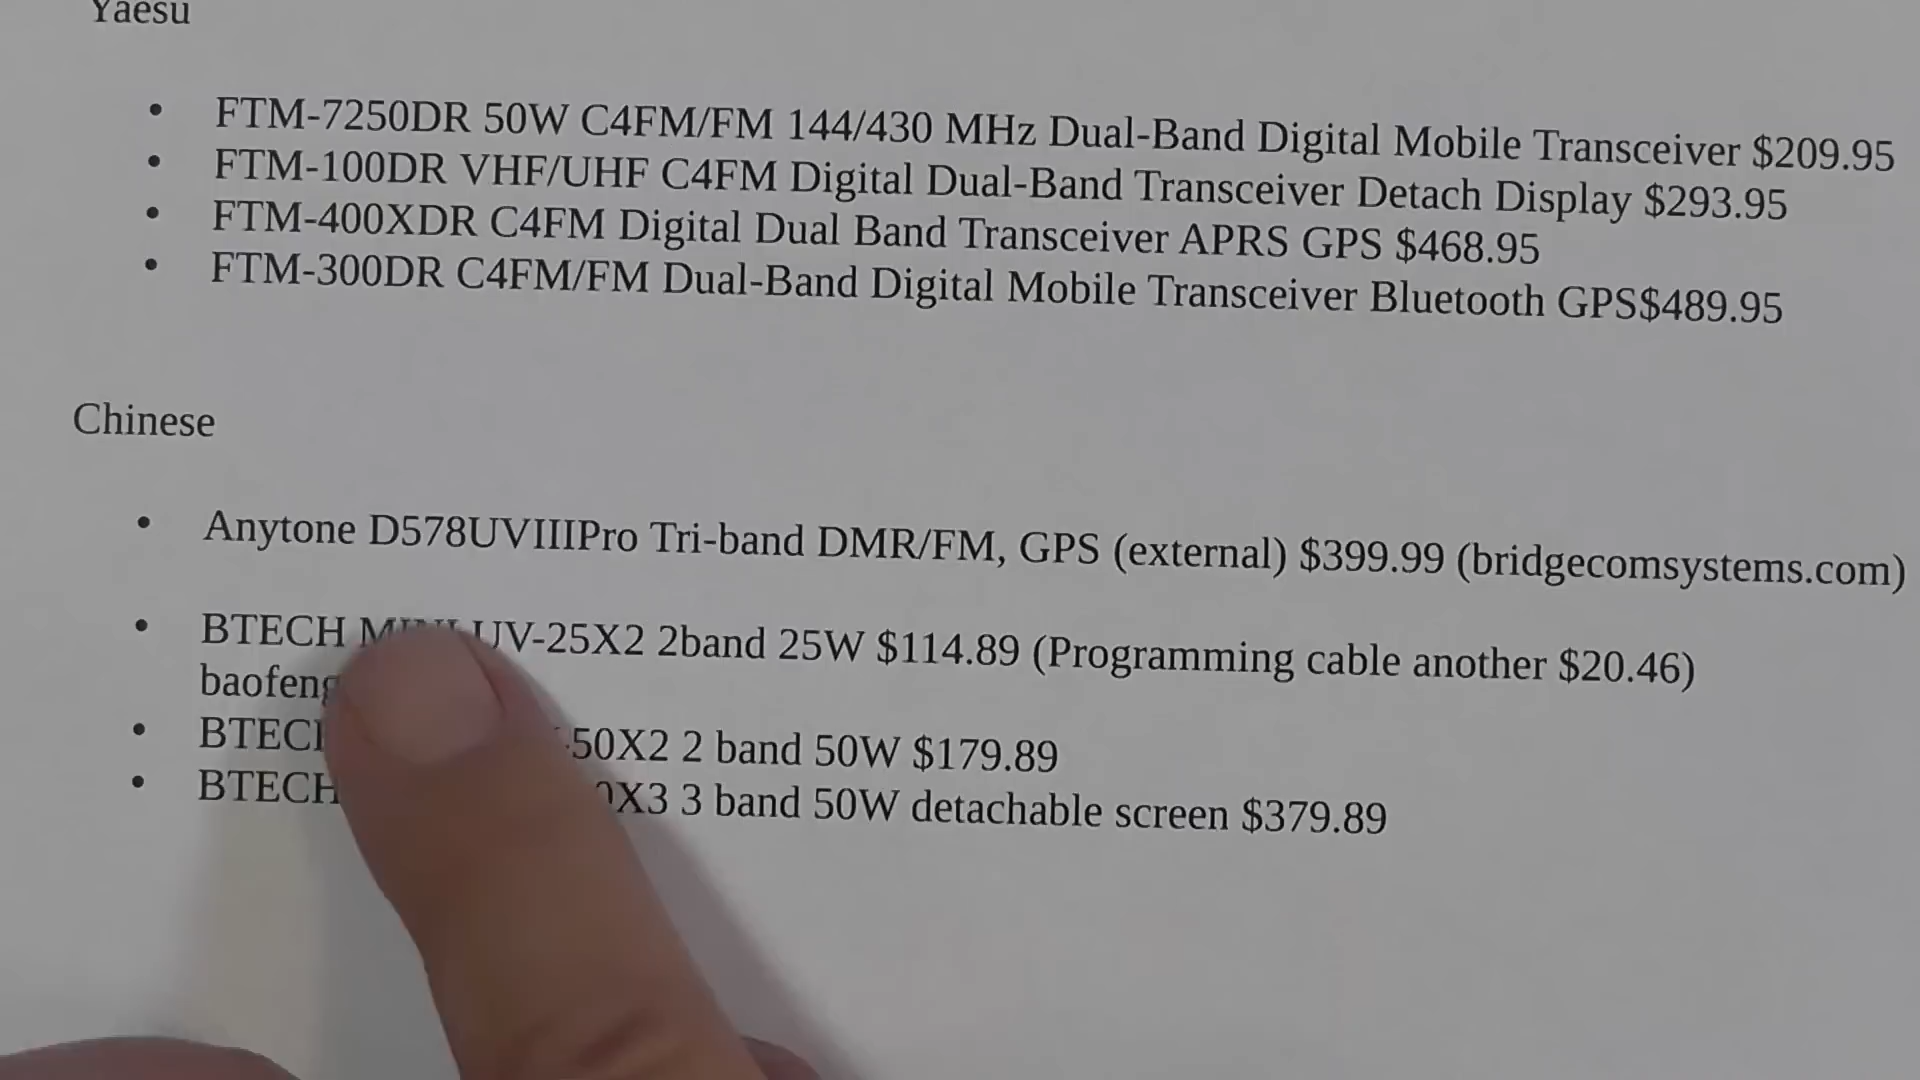 Yaesu
• FTM-7250DR 50W C4FM/FM 144/430 MHz Dual-Band Digital Mobile Transceiver $209.95
• FTM-100DR VHF/UHF C4FM Digital Dual-Band Transceiver Detach Display $293.95
• FTM-400XDR C4FM Digital Dual Band Transceiver APRS GPS $468.95
• FTM-300DR C4FM/FM Dual-Band Digital Mobile Transceiver Bluetooth GPS$489.95
Chinese
• Anytone D578UVIIIPro Tri-band DMR/FM, GPS (external) $399.99 (bridgecomsystems.com)
• BTECH MINI UV-25X2 2band 25W $114.89 (Programming cable another $20.46)
baofeng
• BTECH 50X2 2 band 50W $179.89
• BTECH 0X3 3 band 50W detachable screen $379.89